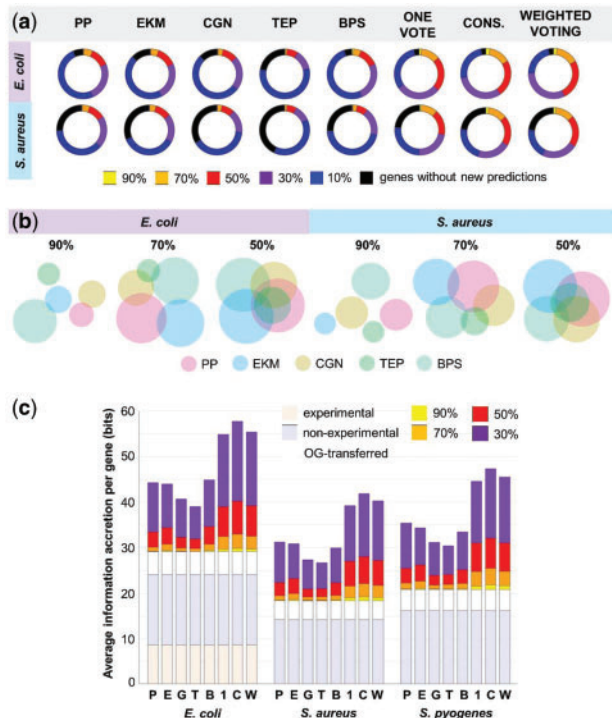 (a) PP EKM CGN TEP BPS ONE VOTE CONS. WEIGHTED VOTING
E. coli
S. aureus
90% 70% 50% 30% 10% genes without new predictions
(b) E. coli S. aureus
90% 70% 50% 90% 70% 50%
PP EKM CGN TEP BPS
(c)
Average information accretion per gene (bits)
60
50
40
30
20
10
0
experimental 90% 50%
non-experimental 70% 30%
OG-transferred
P E G T B 1 C W P E G T B 1 C W P E G T B 1 C W
E. coli S. aureus S. pyogenes